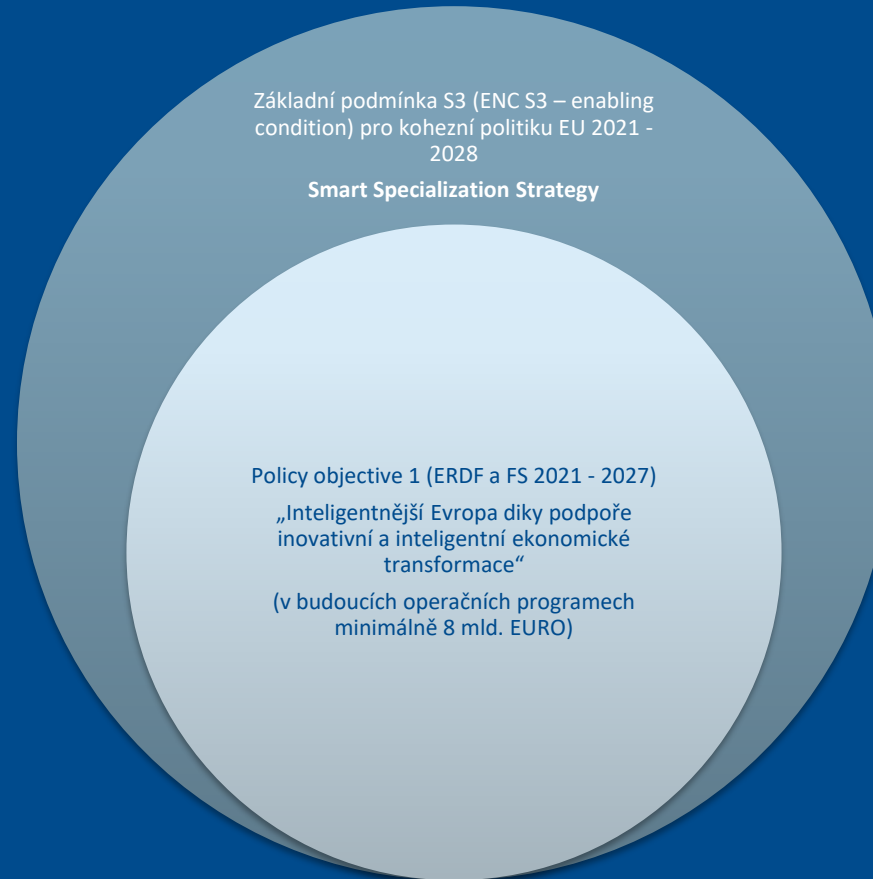 Základní podmínka S3 (ENC S3 – enabling
condition) pro kohezní politiku EU 2021 -
2028
Smart Specialization Strategy
Policy objective 1 (ERDF a FS 2021 - 2027)
„Inteligentnější Evropa diky podpoře
inovativní a inteligentní ekonomické
transformace“
(v budoucích operačních programech
minimálně 8 mld. EURO)